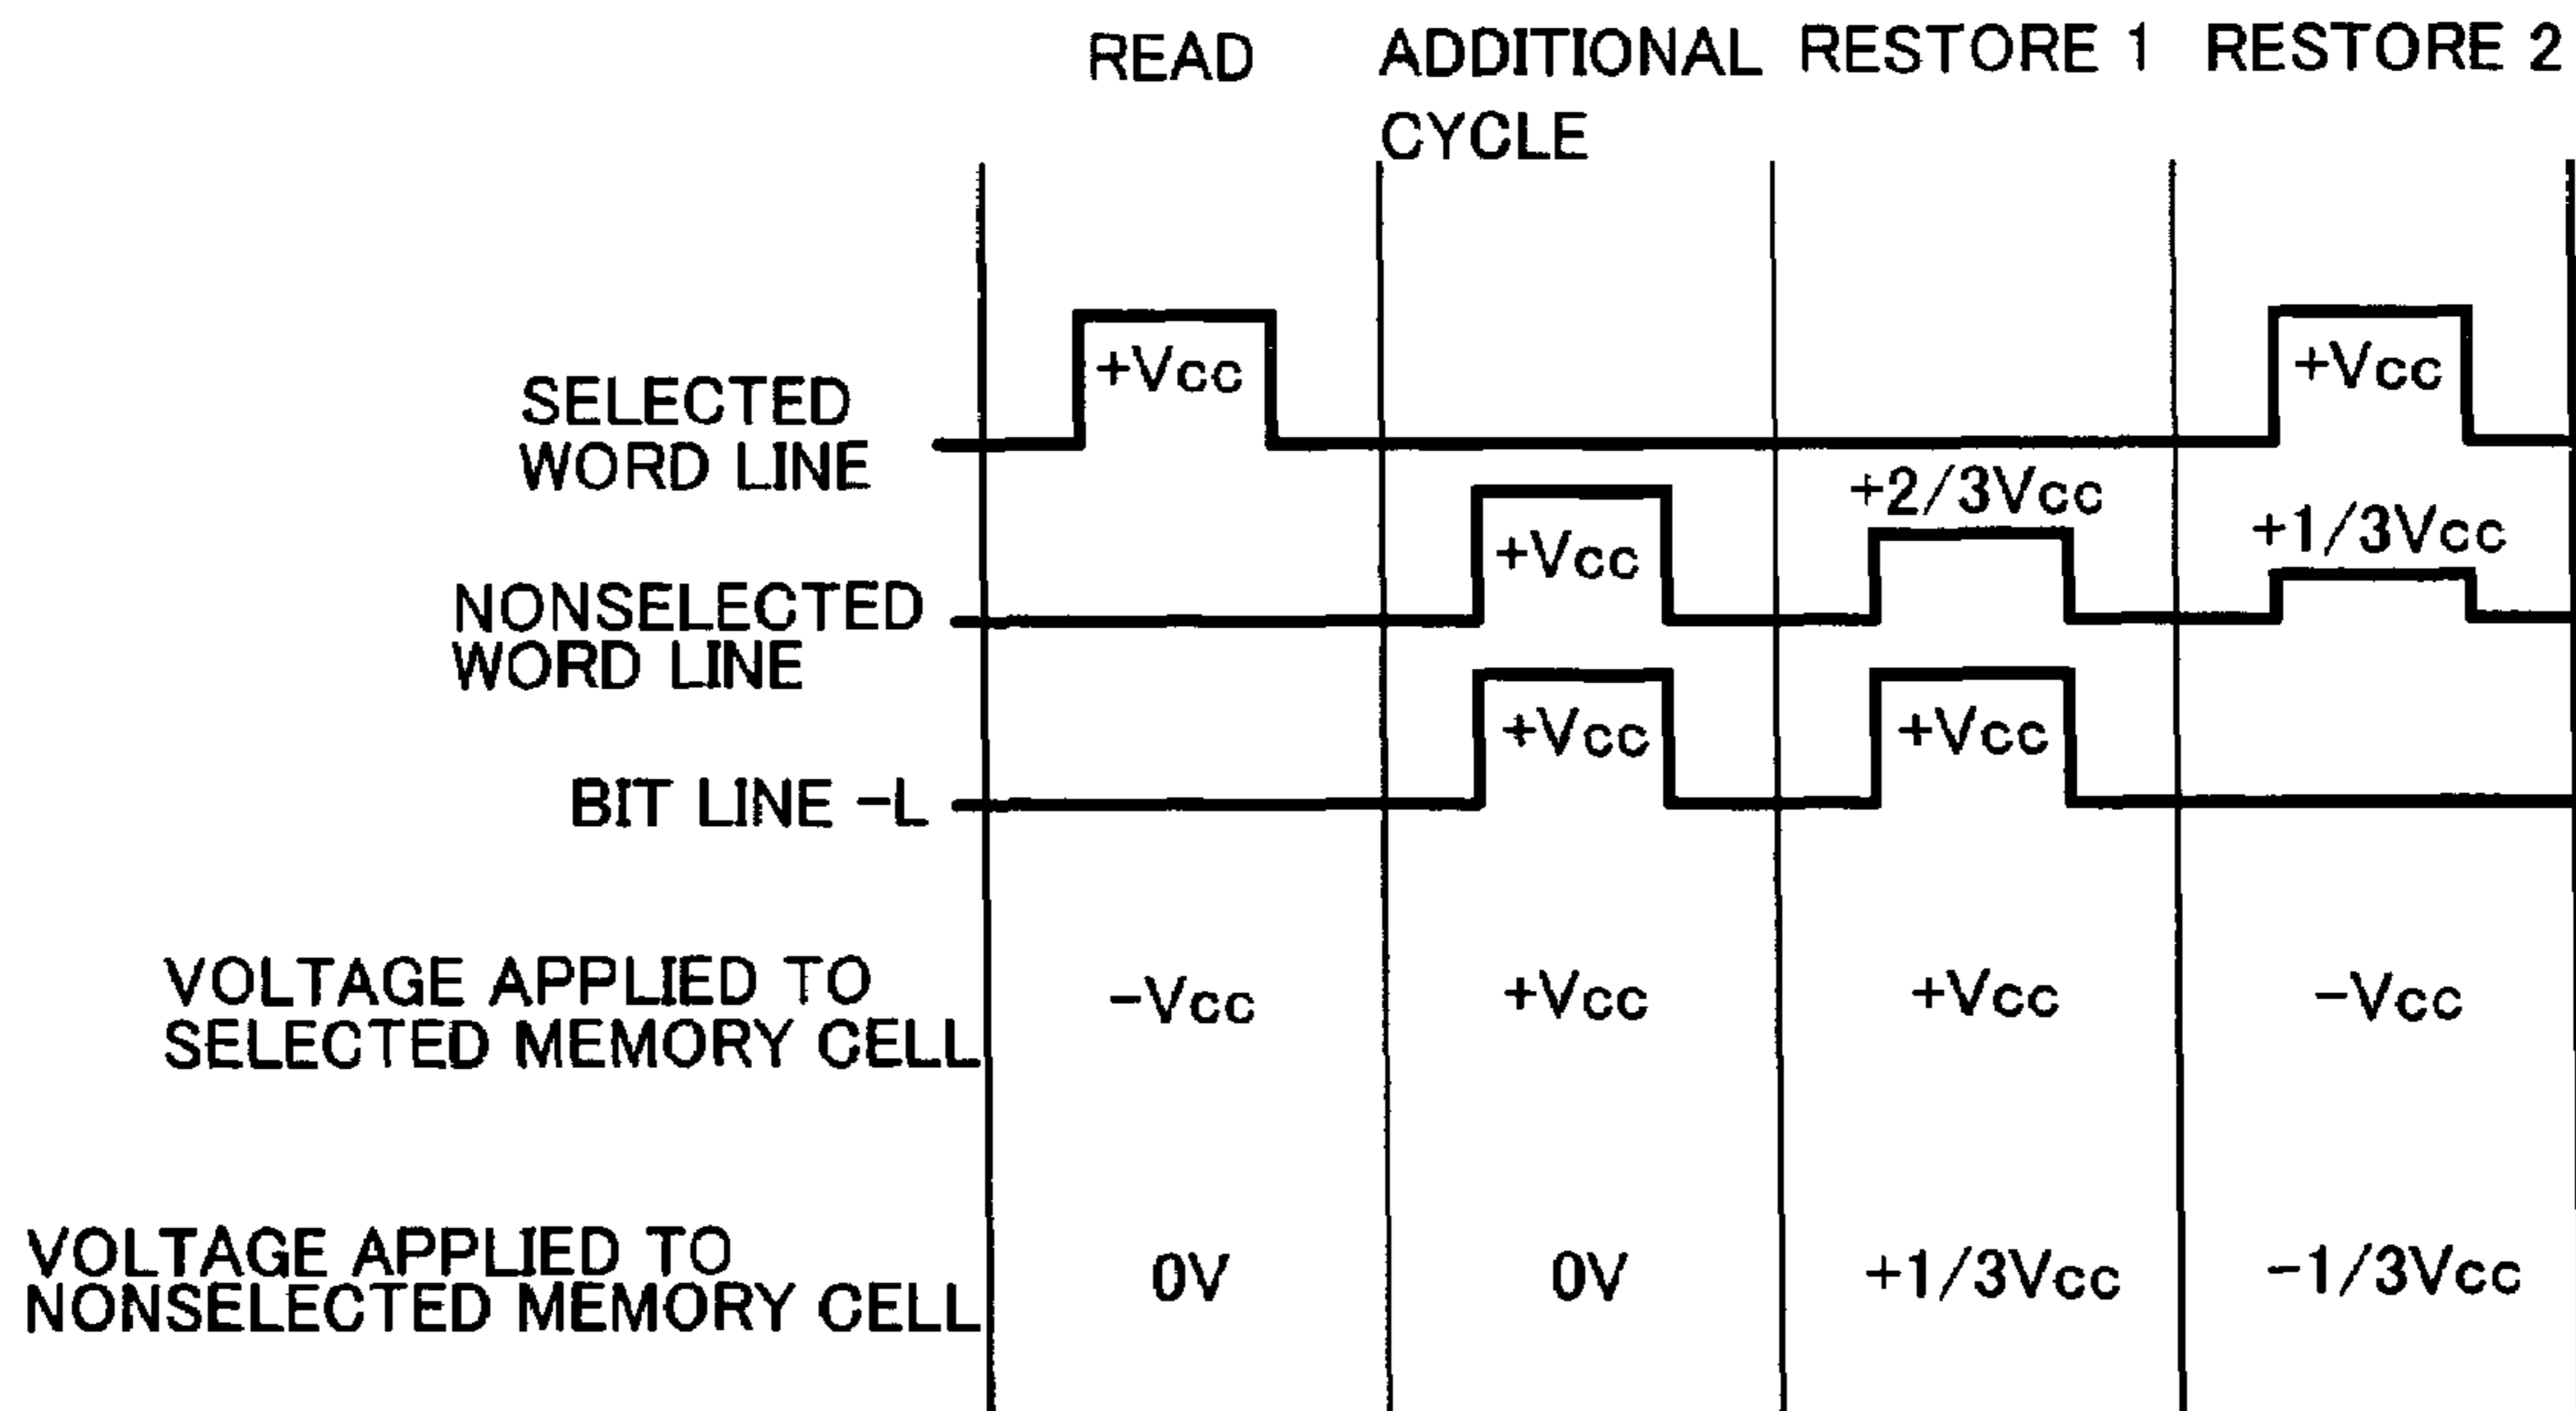 READ
ADDITIONAL
CYCLE
RESTORE 1
RESTORE 2
SELECTED
WORD LINE
+Vcc
+Vcc
NONSELECTED
WORD LINE
+Vcc
+2/3Vcc
+1/3Vcc
BIT LINE -L
+Vcc
+Vcc
VOLTAGE APPLIED TO
SELECTED MEMORY CELL
-Vcc
+Vcc
+Vcc
-Vcc
VOLTAGE APPLIED TO
NONSELECTED MEMORY CELL
0V
0V
+1/3Vcc
-1/3Vcc